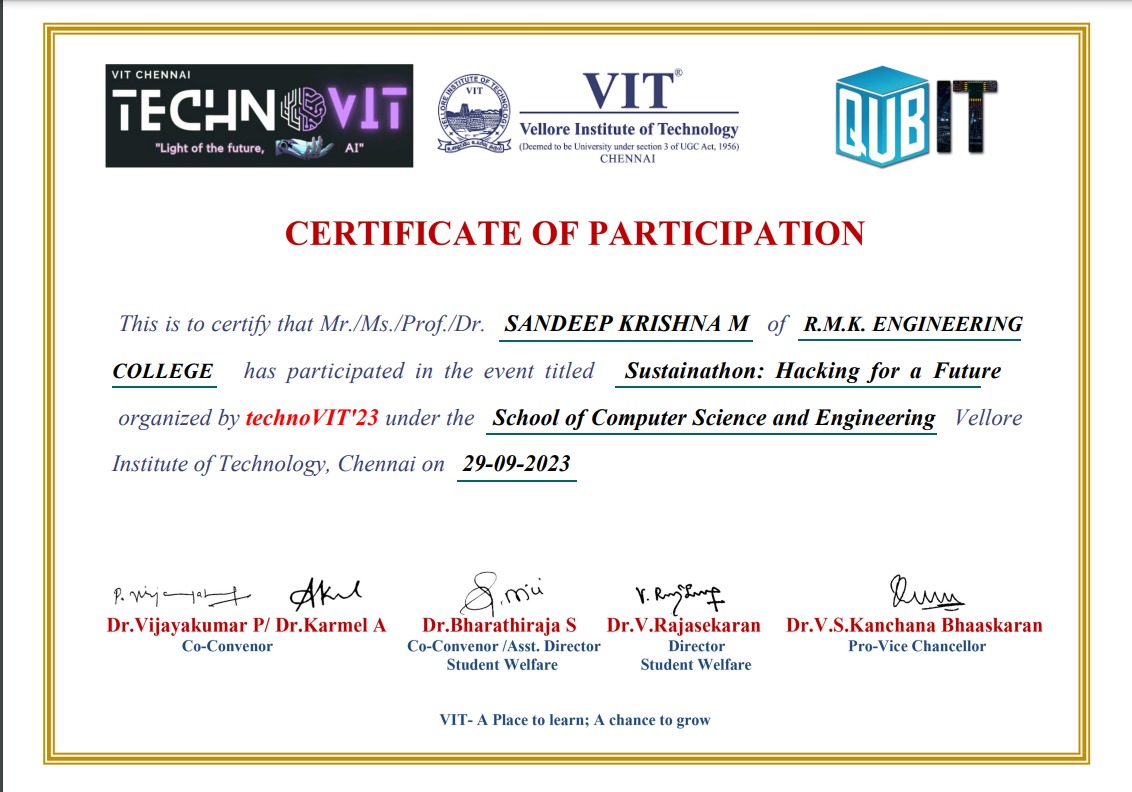 VIT CHENNAI
TECHNOVIT
"Light of the future, AI"
VELLORE INSTITUTE OF TECHNOLOGY
VIT
VIT®
Vellore Institute of Technology
(Deemed to be University under section 3 of UGC Act, 1956)
CHENNAI
QUBIT
CERTIFICATE OF PARTICIPATION
This is to certify that Mr./Ms./Prof./Dr. SANDEEP KRISHNA M of R.M.K. ENGINEERING
COLLEGE has participated in the event titled Sustainathon: Hacking for a Future
organized by technoVIT'23 under the School of Computer Science and Engineering Vellore
Institute of Technology, Chennai on 29-09-2023
Dr.Vijayakumar P/ Dr.Karmel A
Co-Convenor
Dr.Bharathiraja S
Co-Convenor /Asst. Director
Student Welfare
Dr.V.Rajasekaran
Director
Student Welfare
Dr.V.S.Kanchana Bhaaskaran
Pro-Vice Chancellor
VIT- A Place to learn; A chance to grow